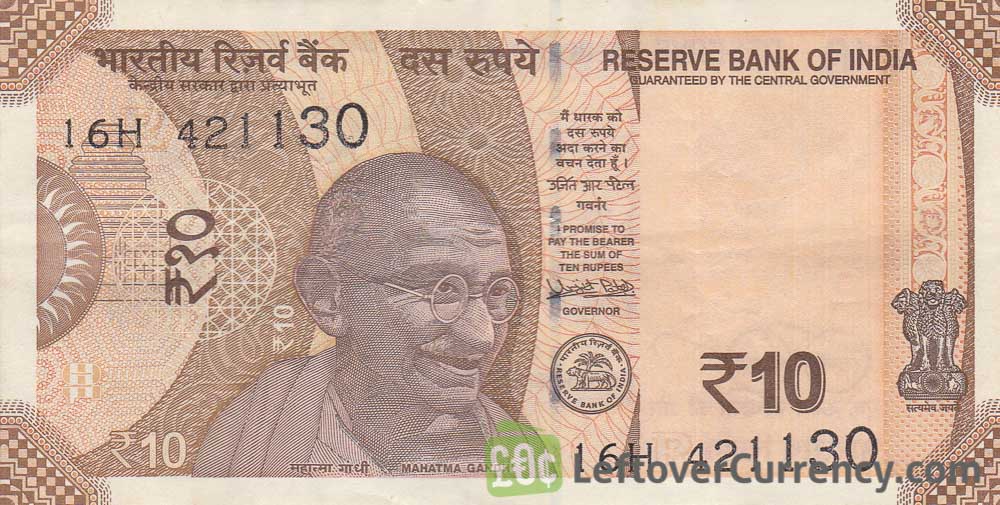 भारतीय रिज़र्व बैंक
केन्द्रीय सरकार द्वारा प्रत्याभूत
16H 421130
दस रुपये
RESERVE BANK OF INDIA
GUARANTEED BY THE CENTRAL GOVERNMENT
मैं धारक को
दस रुपये
अदा करने का
वचन देता हूँ ।
उर्जित आर पटेल
गवर्नर
I PROMISE TO
PAY THE BEARER
THE SUM OF
TEN RUPEES
GOVERNOR
₹१०
₹10
भारतीय रिज़र्व बैंक
RESERVE BANK OF INDIA
₹10
सत्यमेव जयते
₹10
महात्मा गांधी
MAHATMA GANDHI
16H 421130
£0¢
LeftoverCurrency.com